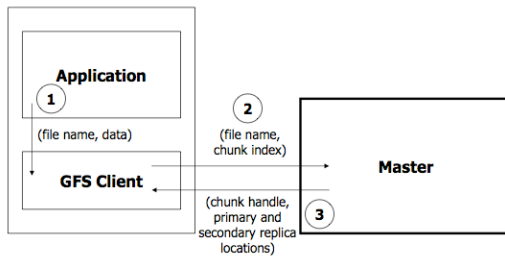 Application
1
(file name, data)
GFS Client
2
(file name,
chunk index)
Master
(chunk handle,
primary and
secondary replica
locations)
3